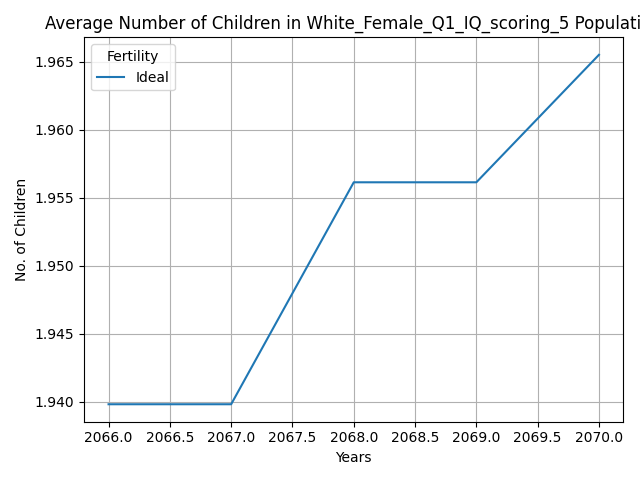 Average Number of Children in White_Female_Q1_IQ_scoring_5 Populati
Fertility
Ideal
1.965
1.960
1.955
1.950
1.945
1.940
No. of Children
2066.0 2066.5 2067.0 2067.5 2068.0 2068.5 2069.0 2069.5 2070.0
Years